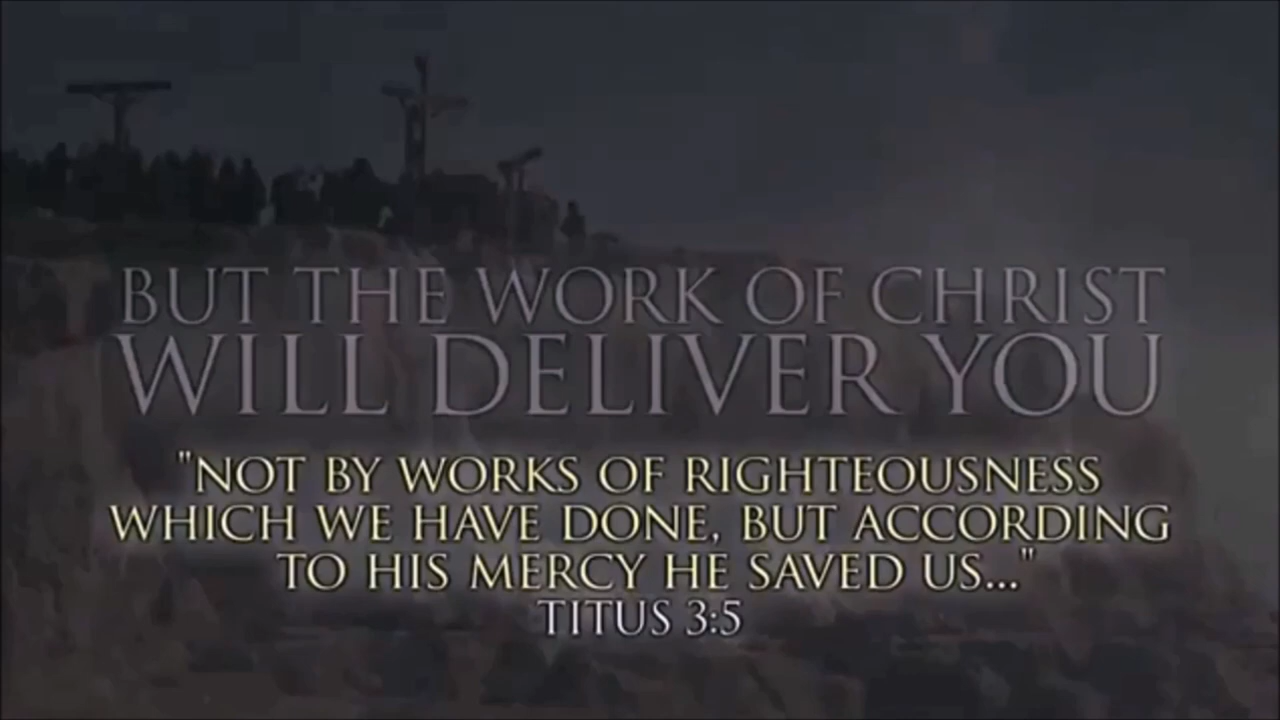 BUT THE WORK OF CHRIST
WILL DELIVER YOU
"NOT BY WORKS OF RIGHTEOUSNESS
WHICH WE HAVE DONE, BUT ACCORDING
TO HIS MERCY HE SAVED US..."
TITUS 3:5